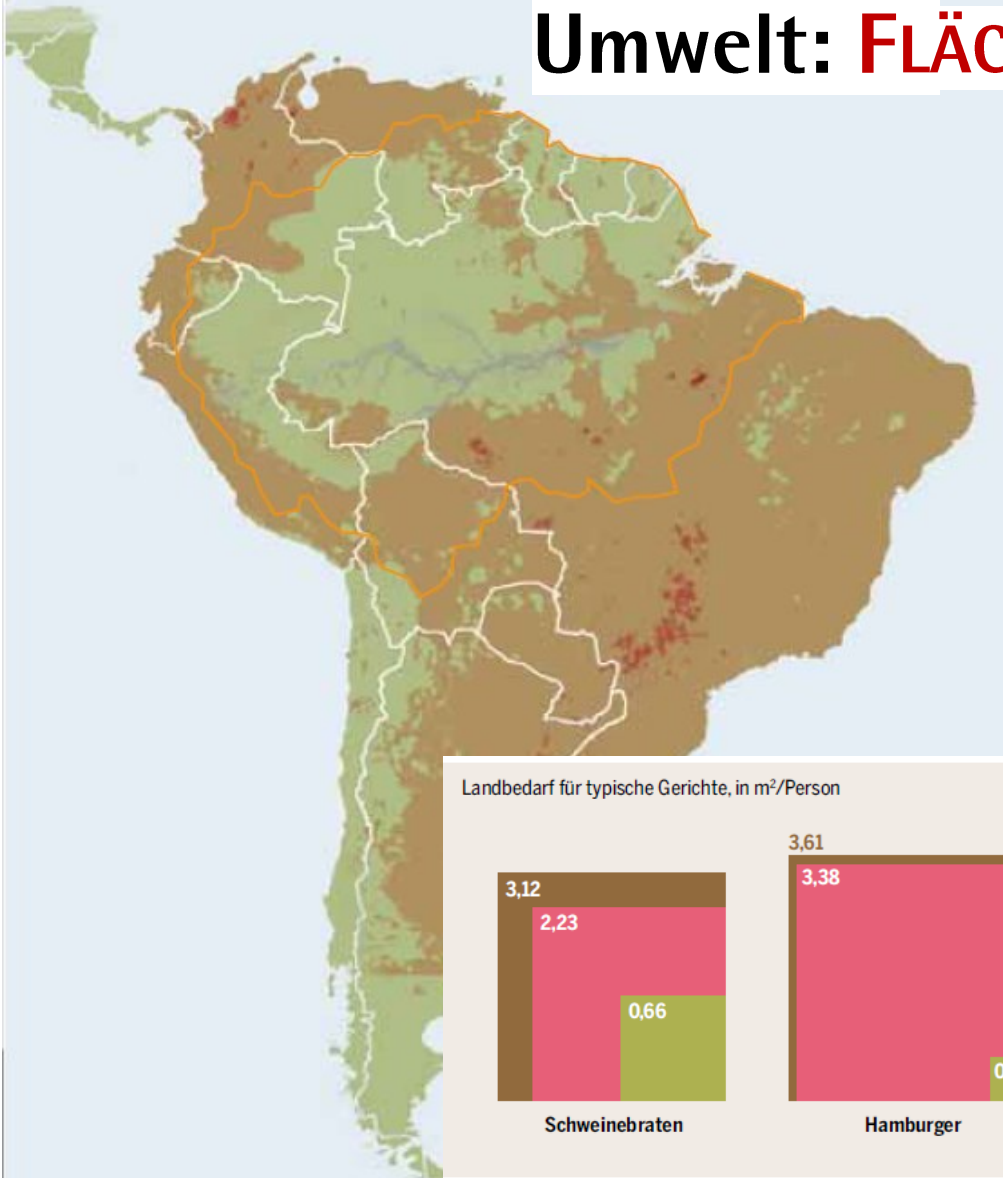 Umwelt: FLÄC
Landbedarf für typische Gerichte, in m²/Person
3,12
2,23
0,66
Schweinebraten
3,61
3,38
0
Hamburger